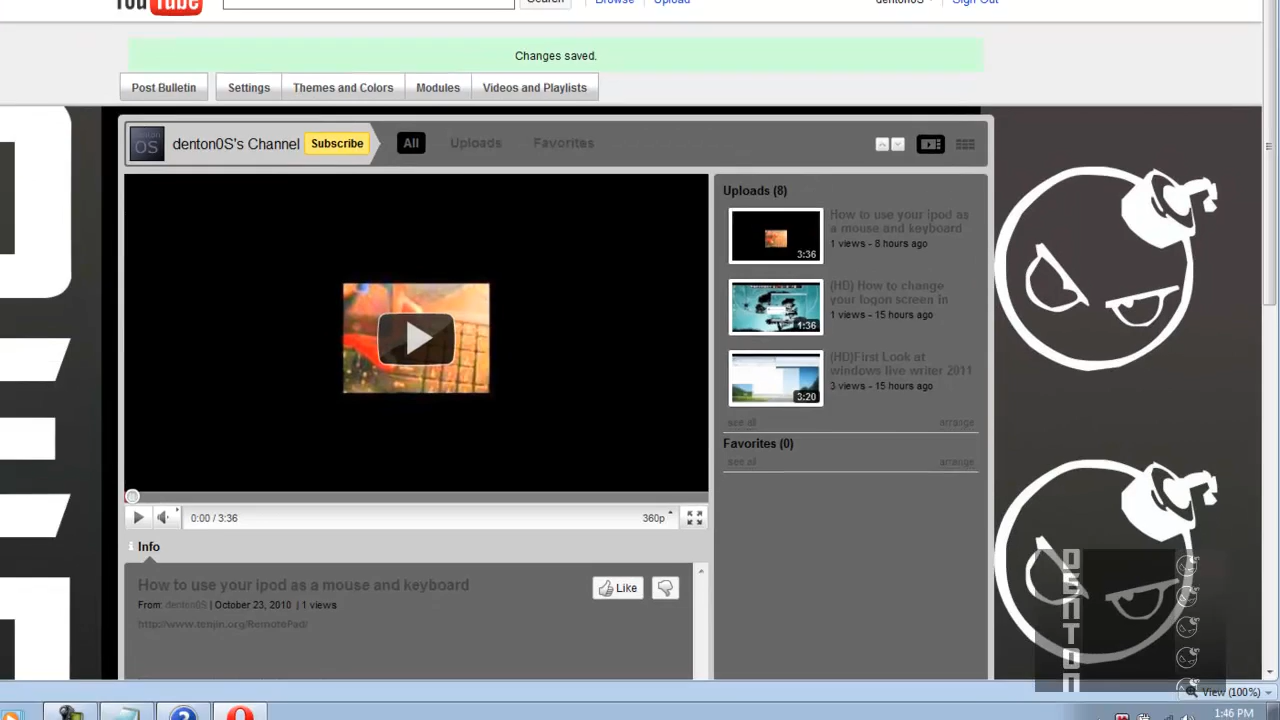 YouTube
Search
Browse
Upload
denton0S
Sign Out
Changes saved.
Post Bulletin
Settings
Themes and Colors
Modules
Videos and Playlists
denton0S's Channel
Subscribe
All
Uploads
Favorites
Uploads (8)
How to use your ipod as
a mouse and keyboard
1 views - 8 hours ago
3:36
(HD) How to change
your logon screen in
1 views - 15 hours ago
1:36
(HD)First Look at
windows live writer 2011
3 views - 15 hours ago
3:20
see all
arrange
Favorites (0)
see all
arrange
0:00 / 3:36
360p
Info
How to use your ipod as a mouse and keyboard
Like
From: denton0S | October 23, 2010 | 1 views
http://www.tenjin.org/RemotePad/
View (100%)
1:46 PM